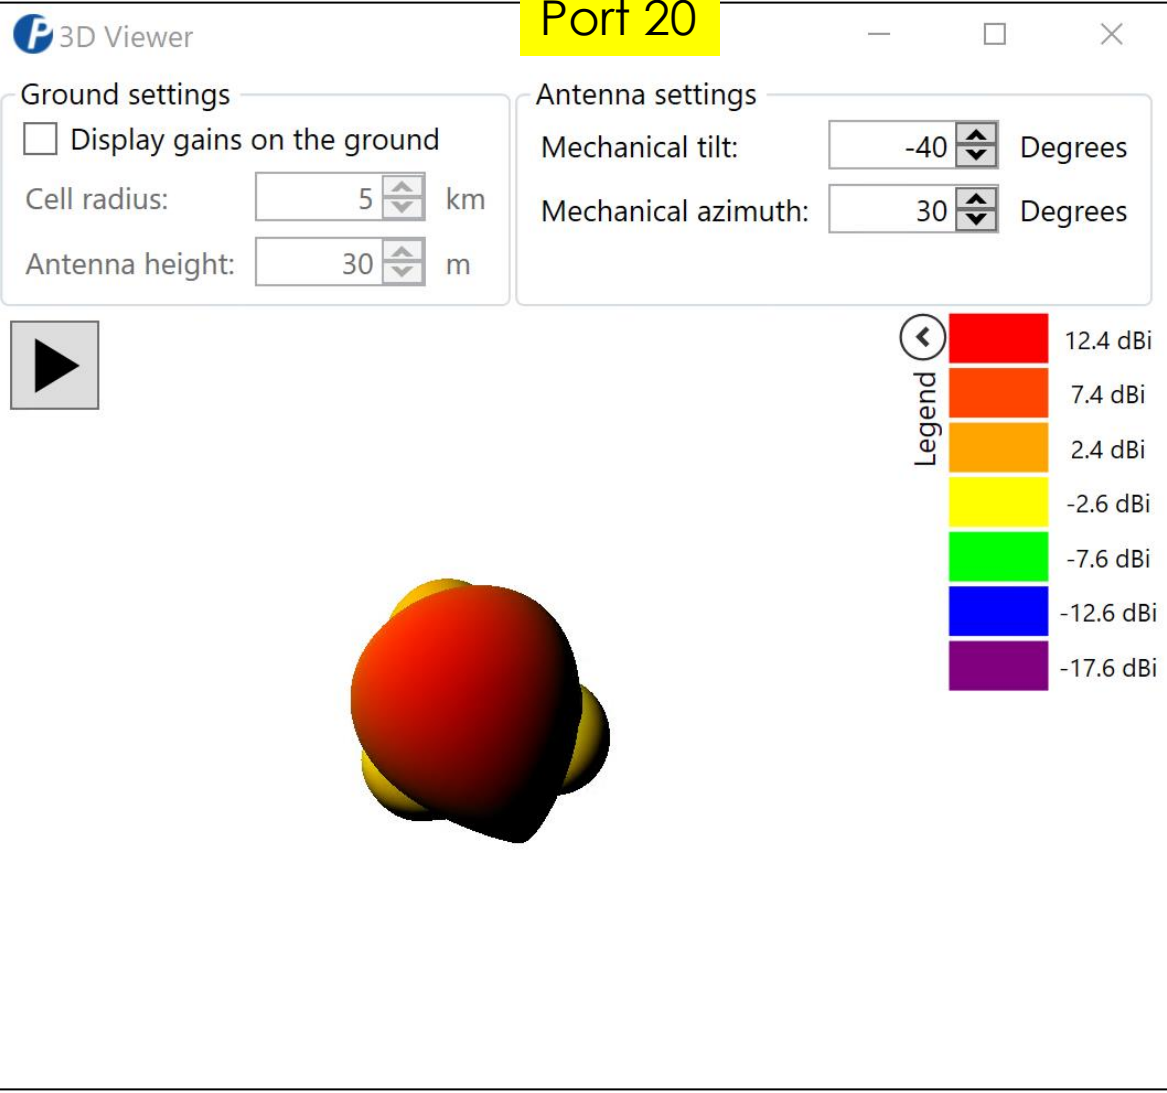 Port 20
3D Viewer
Ground settings
Display gains on the ground
Cell radius: 5 km
Antenna height: 30 m
Antenna settings
Mechanical tilt: -40 Degrees
Mechanical azimuth: 30 Degrees
Legend
12.4 dBi
7.4 dBi
2.4 dBi
-2.6 dBi
-7.6 dBi
-12.6 dBi
-17.6 dBi